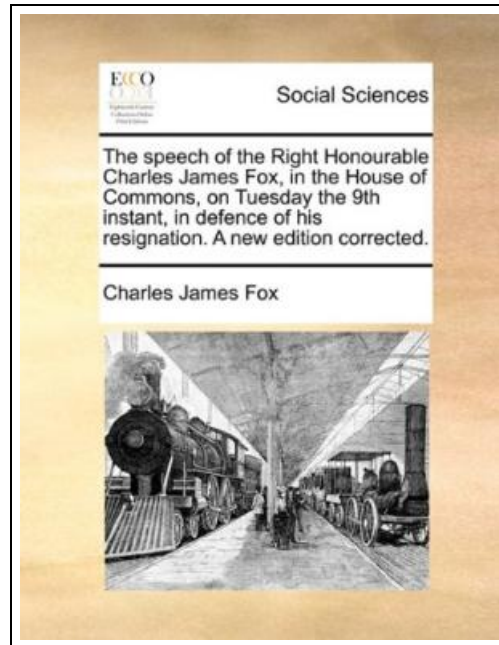 ECCO
Social Sciences
The speech of the Right Honourable
Charles James Fox, in the House of
Commons, on Tuesday the 9th
instant, in defence of his
resignation. A new edition corrected.
Charles James Fox